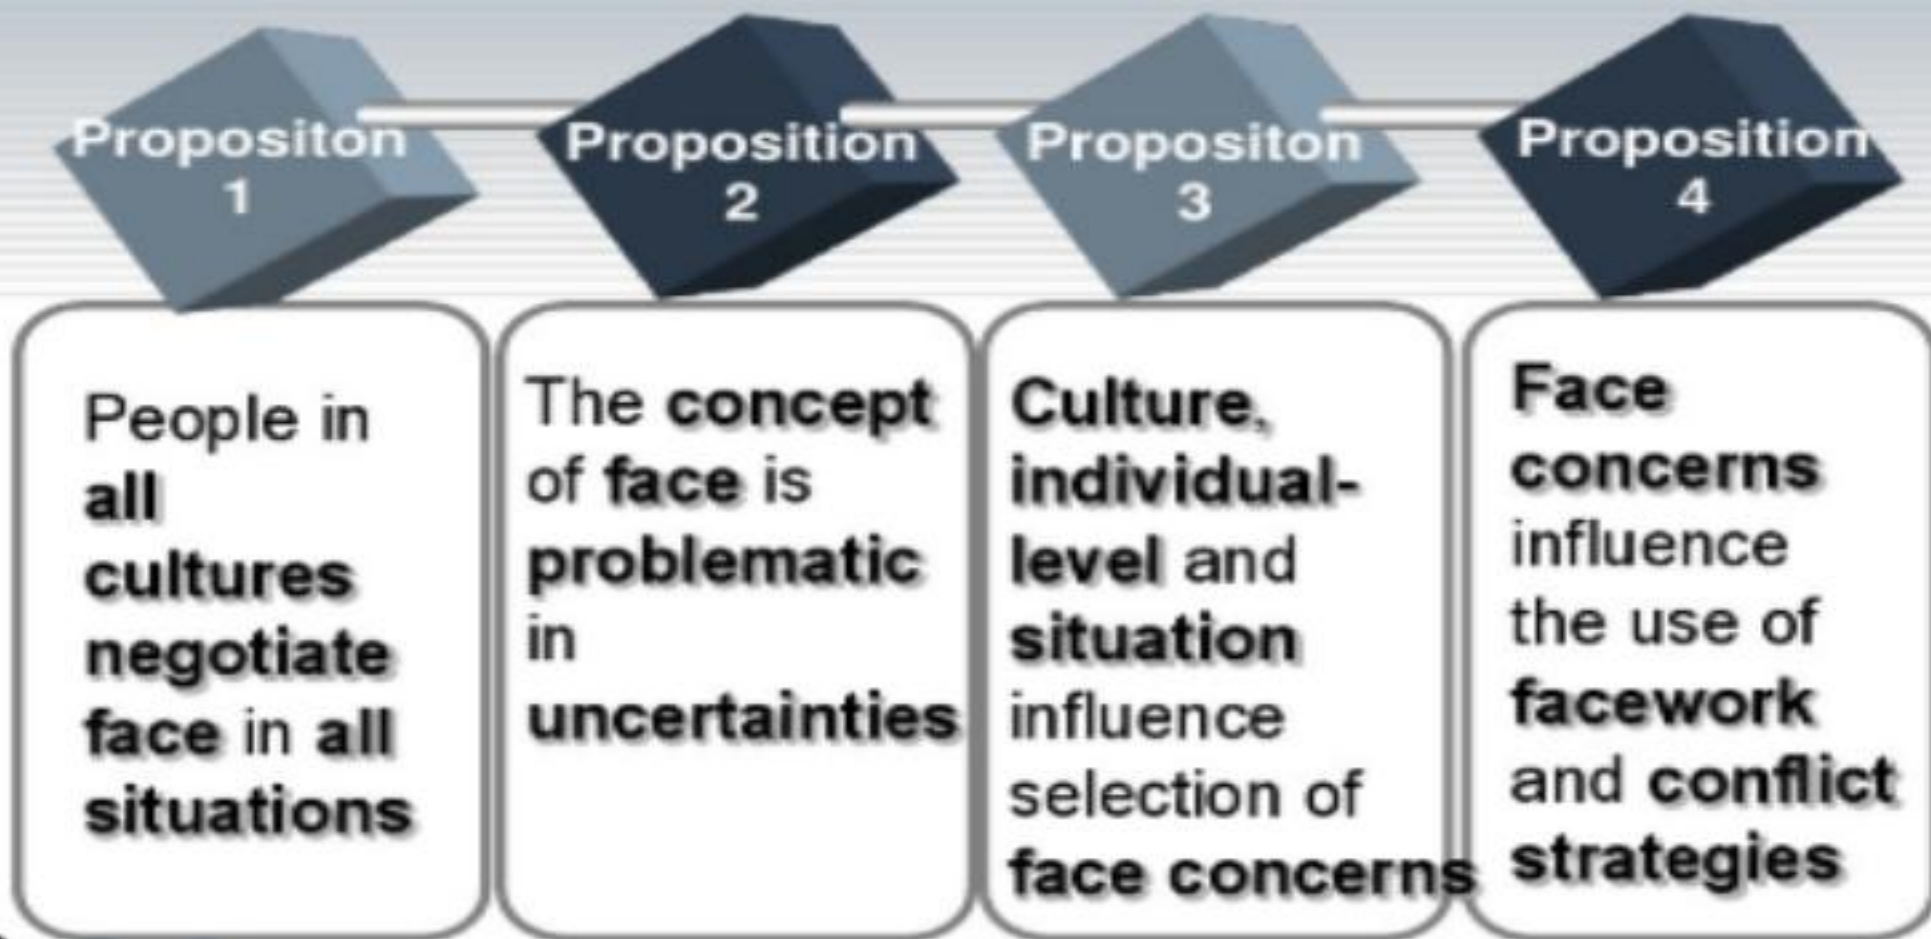 Propositon
1
Proposition
2
Propositon
3
Proposition
4
People in
all
cultures
negotiate
face in all
situations
The concept
of face is
problematic
in
uncertainties
Culture,
individual-
level and
situation
influence
selection of
face concerns
Face
concerns
influence
the use of
facework
and conflict
strategies